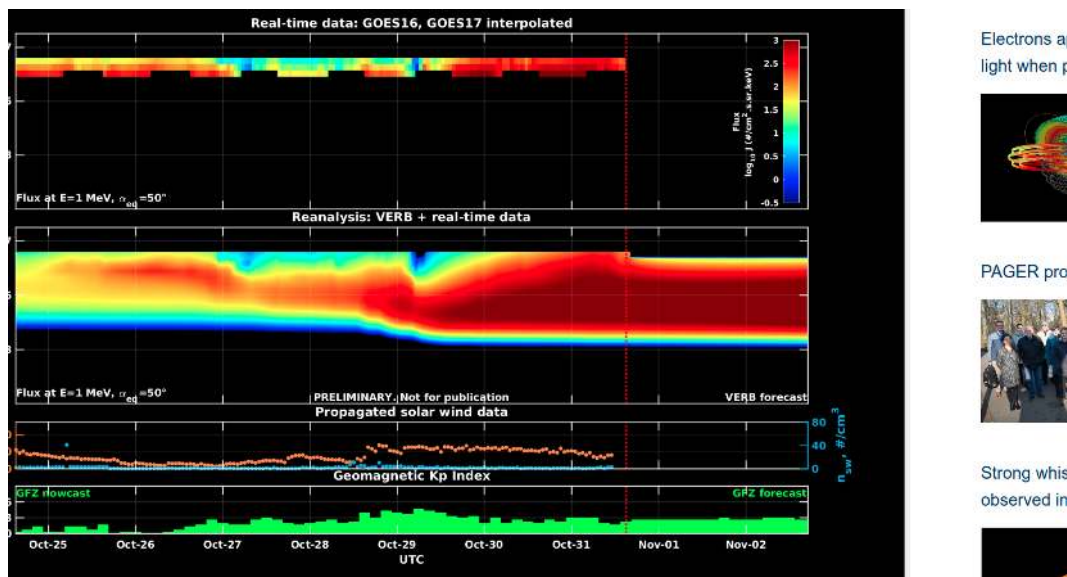 Real-time data: GOES16, GOES17 interpolated
3
2.5
2
1.5
1
0.5
0
-0.5
Flux
log₁₀ J (#/cm².s.sr.keV)
Flux at E=1 MeV, α_eq=50°
Reanalysis: VERB + real-time data
Flux at E=1 MeV, α_eq=50°
PRELIMINARY. Not for publication
VERB forecast
Propagated solar wind data
80
40
0
n_sw, #/cm³
Geomagnetic Kp Index
GFZ nowcast
GFZ forecast
Oct-25 Oct-26 Oct-27 Oct-28 Oct-29 Oct-30 Oct-31 Nov-01 Nov-02
UTC
Electrons
light when
PAGER
Strong
observed